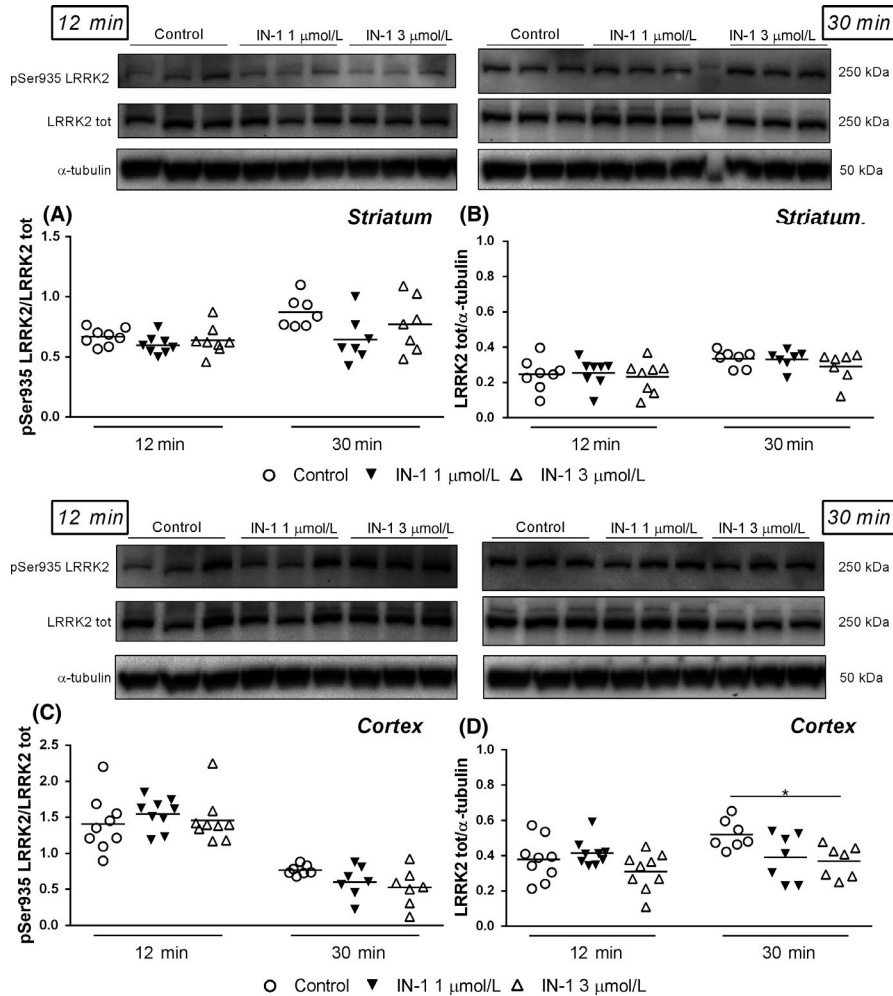 12 min
30 min
Control IN-1 1 μmol/L IN-1 3 μmol/L
Control IN-1 1 μmol/L IN-1 3 μmol/L
pSer935 LRRK2
250 kDa
LRRK2 tot
250 kDa
α-tubulin
50 kDa
(A) Striatum
pSer935 LRRK2/LRRK2 tot
1.5
1.0
0.5
0.0
12 min 30 min
(B) Striatum.
LRRK2 tot/α-tubulin
1.0
0.8
0.6
0.4
0.2
0.0
12 min 30 min
Control IN-1 1 μmol/L IN-1 3 μmol/L
12 min
30 min
Control IN-1 1 μmol/L IN-1 3 μmol/L
Control IN-1 1 μmol/L IN-1 3 μmol/L
pSer935 LRRK2
250 kDa
LRRK2 tot
250 kDa
α-tubulin
50 kDa
(C) Cortex
pSer935 LRRK2/LRRK2 tot
2.5
2.0
1.5
1.0
0.5
0.0
12 min 30 min
(D) Cortex
LRRK2 tot/α-tubulin
1.0
0.8
0.6
0.4
0.2
0.0
*
12 min 30 min
Control IN-1 1 μmol/L IN-1 3 μmol/L